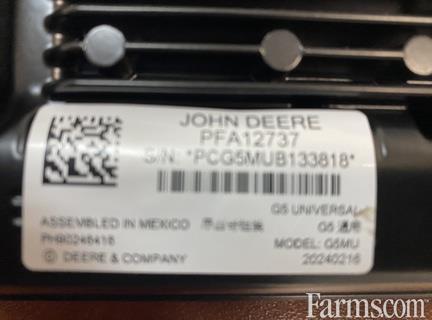 JOHN DEERE
PFA12737
S/N: *PCG5MUB133818*
ASSEMBLED IN MEXICO
G5 UNIVERSAL
G5 通用
© DEERE & COMPANY
MODEL: G5MU
20240216
Farms.com